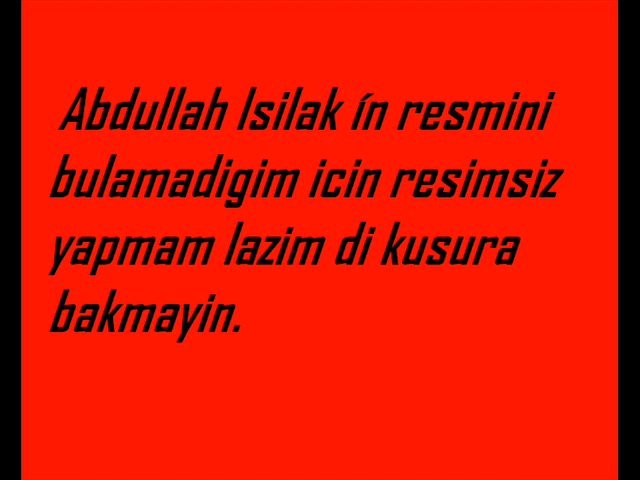 Abdullah Isilak ín resmini
bulamadigim icin resimsiz
yapmam lazim di kusura
bakmayin.